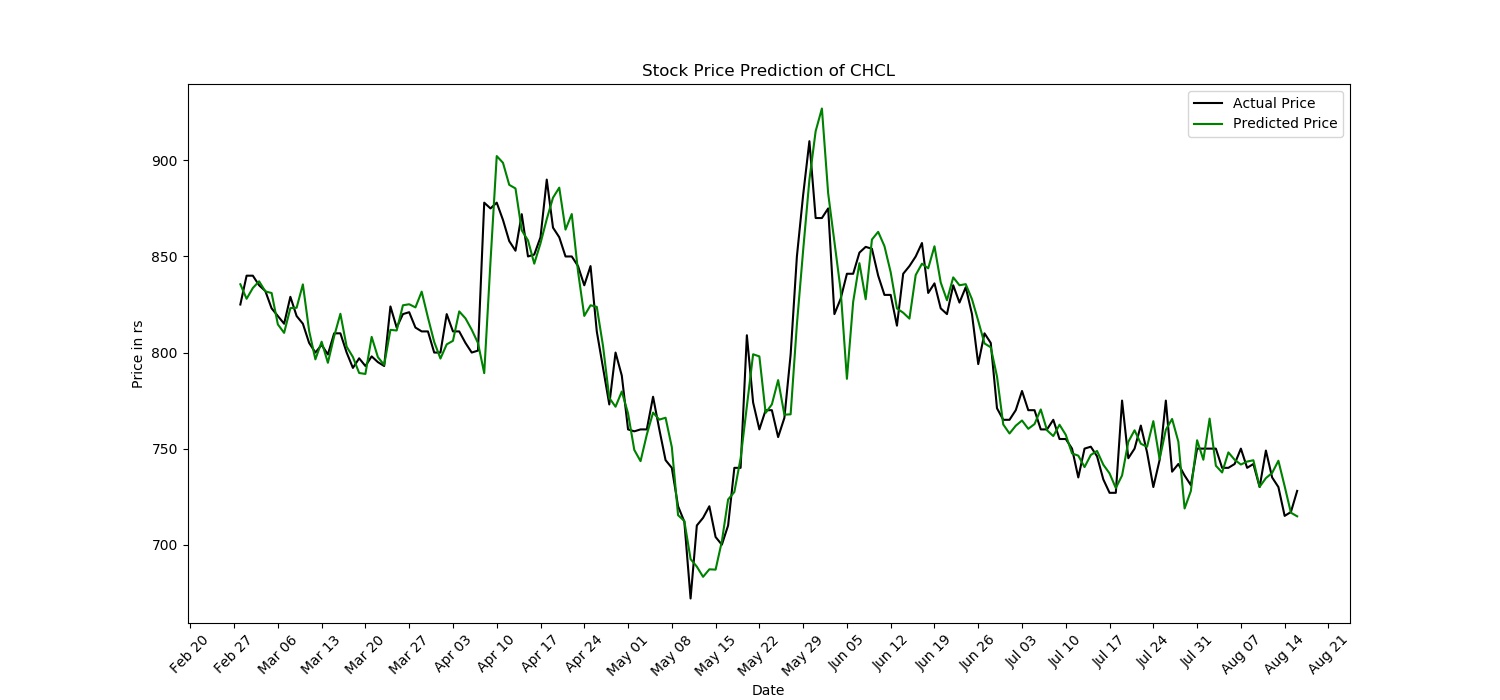 Stock Price Prediction of CHCL
Actual Price
Predicted Price
900
850
800
750
700
Price in rs
Feb 20
Feb 27
Mar 06
Mar 13
Mar 20
Mar 27
Apr 03
Apr 10
Apr 17
Apr 24
May 01
May 08
May 15
May 22
May 29
Jun 05
Jun 12
Jun 19
Jun 26
Jul 03
Jul 10
Jul 17
Jul 24
Jul 31
Aug 07
Aug 14
Aug 21
Date